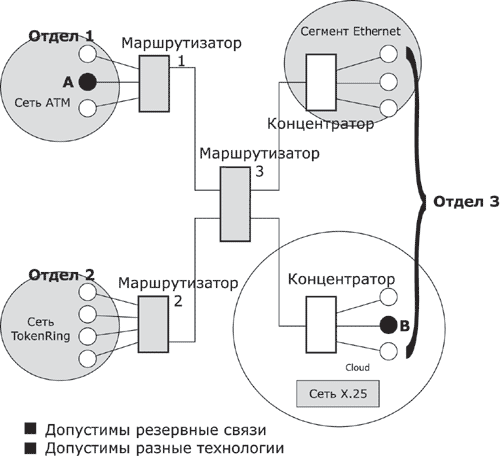 Отдел 1
Маршрутизатор
1
Сегмент Ethernet
A
Сеть ATM
Концентратор
Маршрутизатор
3
Отдел 3
Отдел 2
Маршрутизатор
2
Концентратор
Сеть
TokenRing
B
Cloud
Сеть X.25
Допустимы резервные связи
Допустимы разные технологии